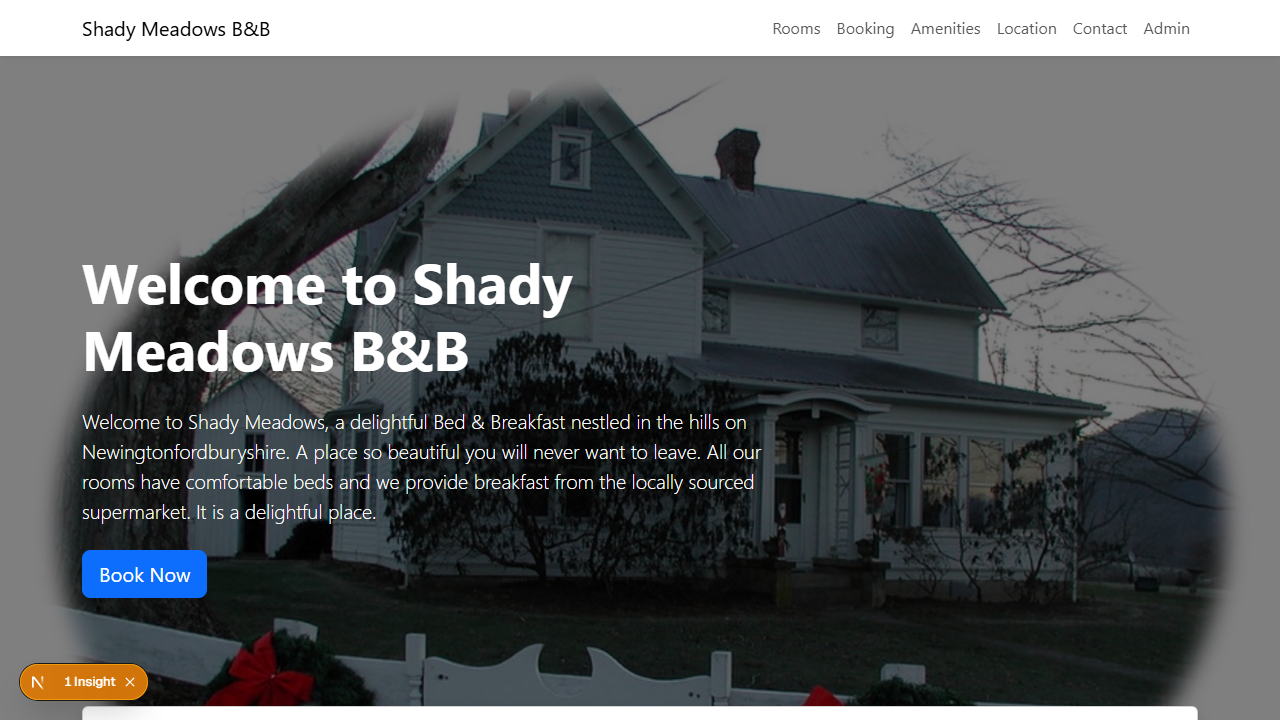 Shady Meadows B&B
Rooms Booking Amenities Location Contact Admin
Welcome to Shady
Meadows B&B
Welcome to Shady Meadows, a delightful Bed & Breakfast nestled in the hills on
Newingtonfordburyshire. A place so beautiful you will never want to leave. All our
rooms have comfortable beds and we provide breakfast from the locally sourced
supermarket. It is a delightful place.
Book Now
1 Insight